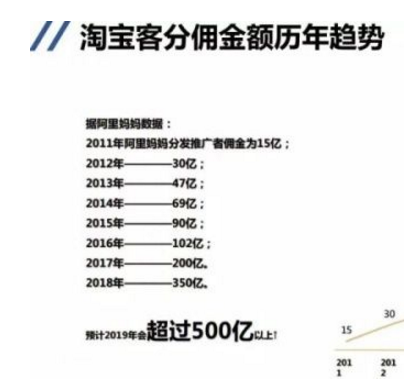 淘宝客分佣金额历年趋势
据阿里妈妈数据：
2011年阿里妈妈分发推广者佣金为15亿；
2012年————30亿；
2013年————47亿；
2014年————69亿；
2015年————90亿；
2016年————102亿；
2017年————200亿。
2018年————350亿。
预计2019年会超过500亿以上！
30
15
201
1
201
2